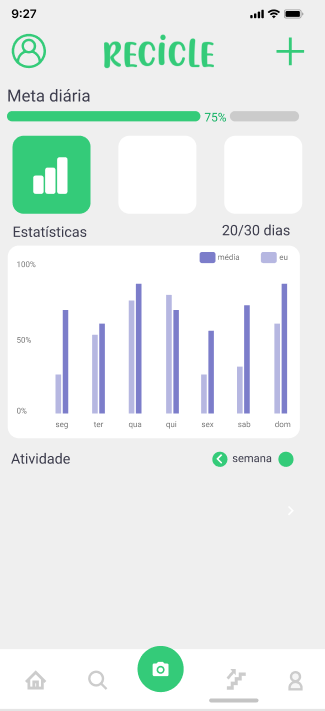 9:27
RECICLE
Meta diária
75%
Estatísticas
20/30 dias
média
eu
100%
50%
0%
seg ter qua qui sex sab dom
Atividade
semana